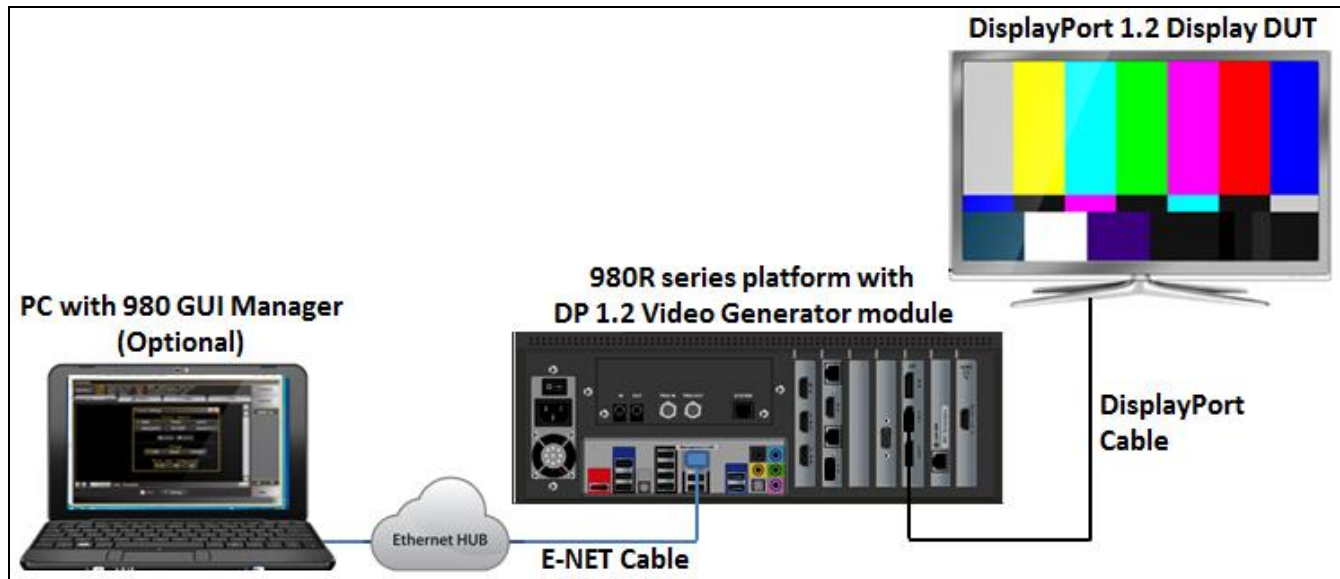 DisplayPort 1.2 Display DUT
980R series platform with
DP 1.2 Video Generator module
PC with 980 GUI Manager
(Optional)
DisplayPort
Cable
Ethernet HUB
E-NET Cable